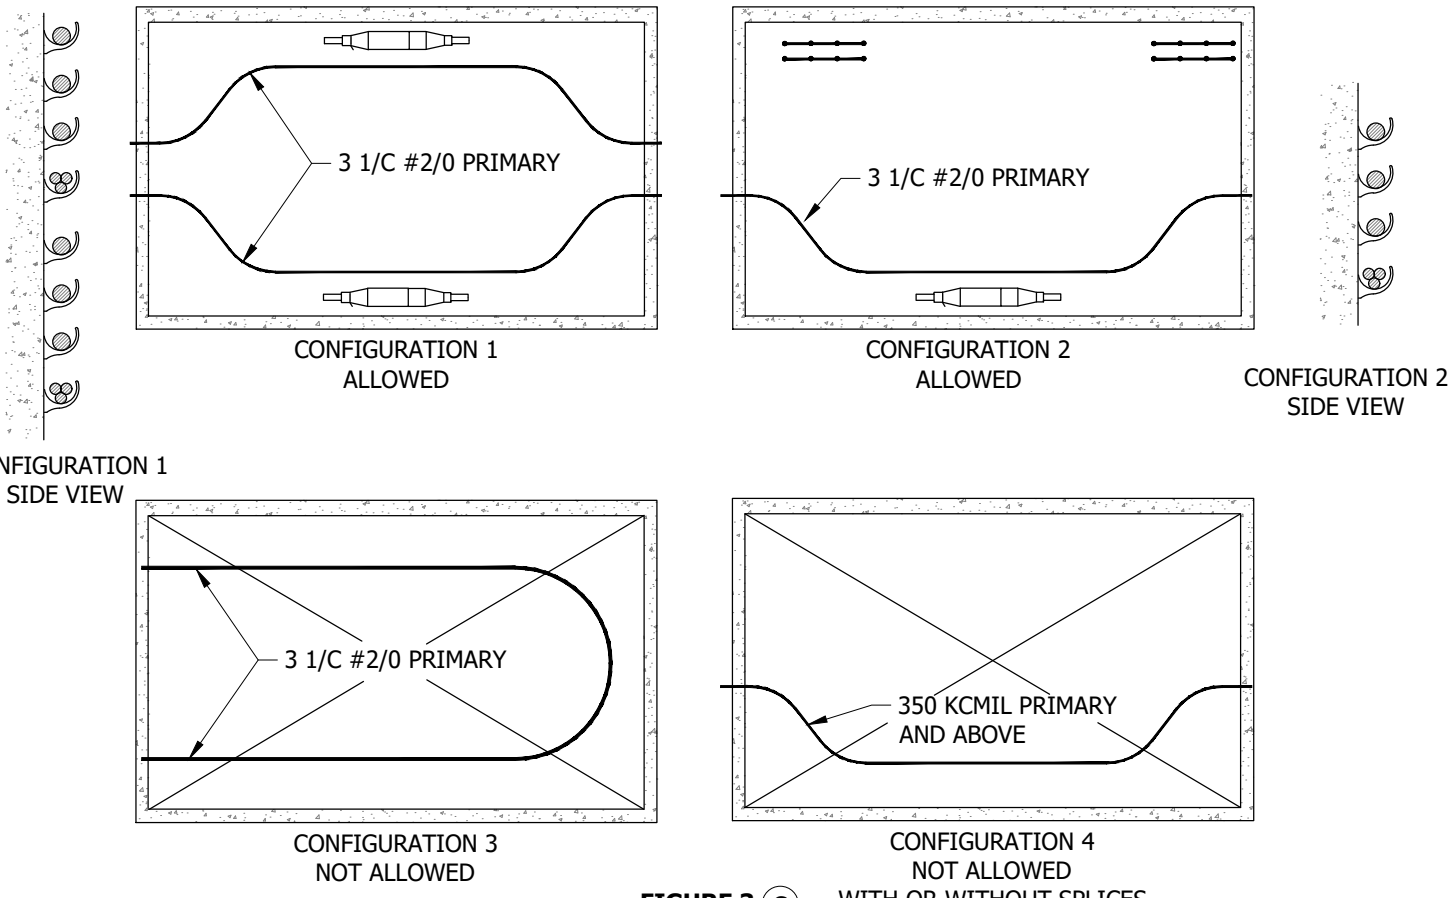 3 1/C #2/0 PRIMARY
3 1/C #2/0 PRIMARY
CONFIGURATION 1
ALLOWED
CONFIGURATION 2
ALLOWED
CONFIGURATION 2
SIDE VIEW
NFIGURATION 1
SIDE VIEW
3 1/C #2/0 PRIMARY
350 KCMIL PRIMARY
AND ABOVE
CONFIGURATION 3
NOT ALLOWED
CONFIGURATION 4
NOT ALLOWED
WITH OR WITHOUT SPLICES